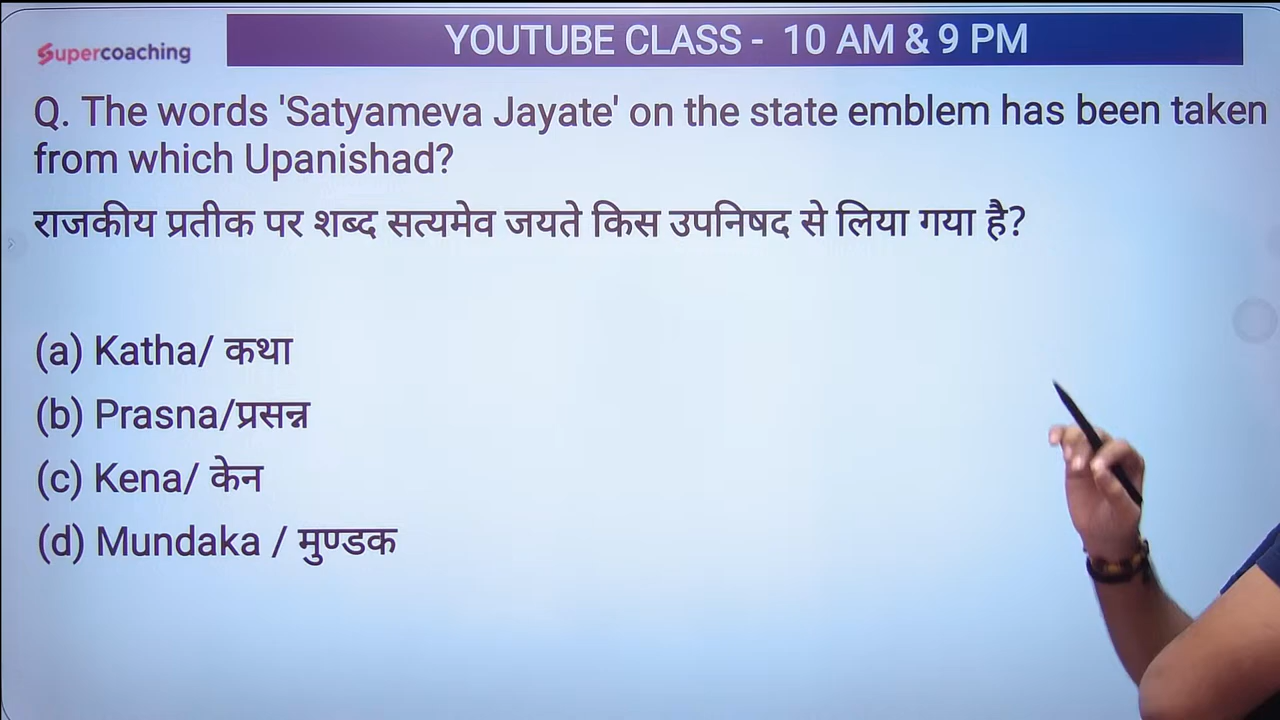 Supercoaching
YOUTUBE CLASS - 10 AM & 9 PM
Q. The words 'Satyameva Jayate' on the state emblem has been taken
from which Upanishad?
राजकीय प्रतीक पर शब्द सत्यमेव जयते किस उपनिषद से लिया गया है?
(a) Katha/ कथा
(b) Prasna/प्रसन्न
(c) Kena/ केन
(d) Mundaka / मुण्डक